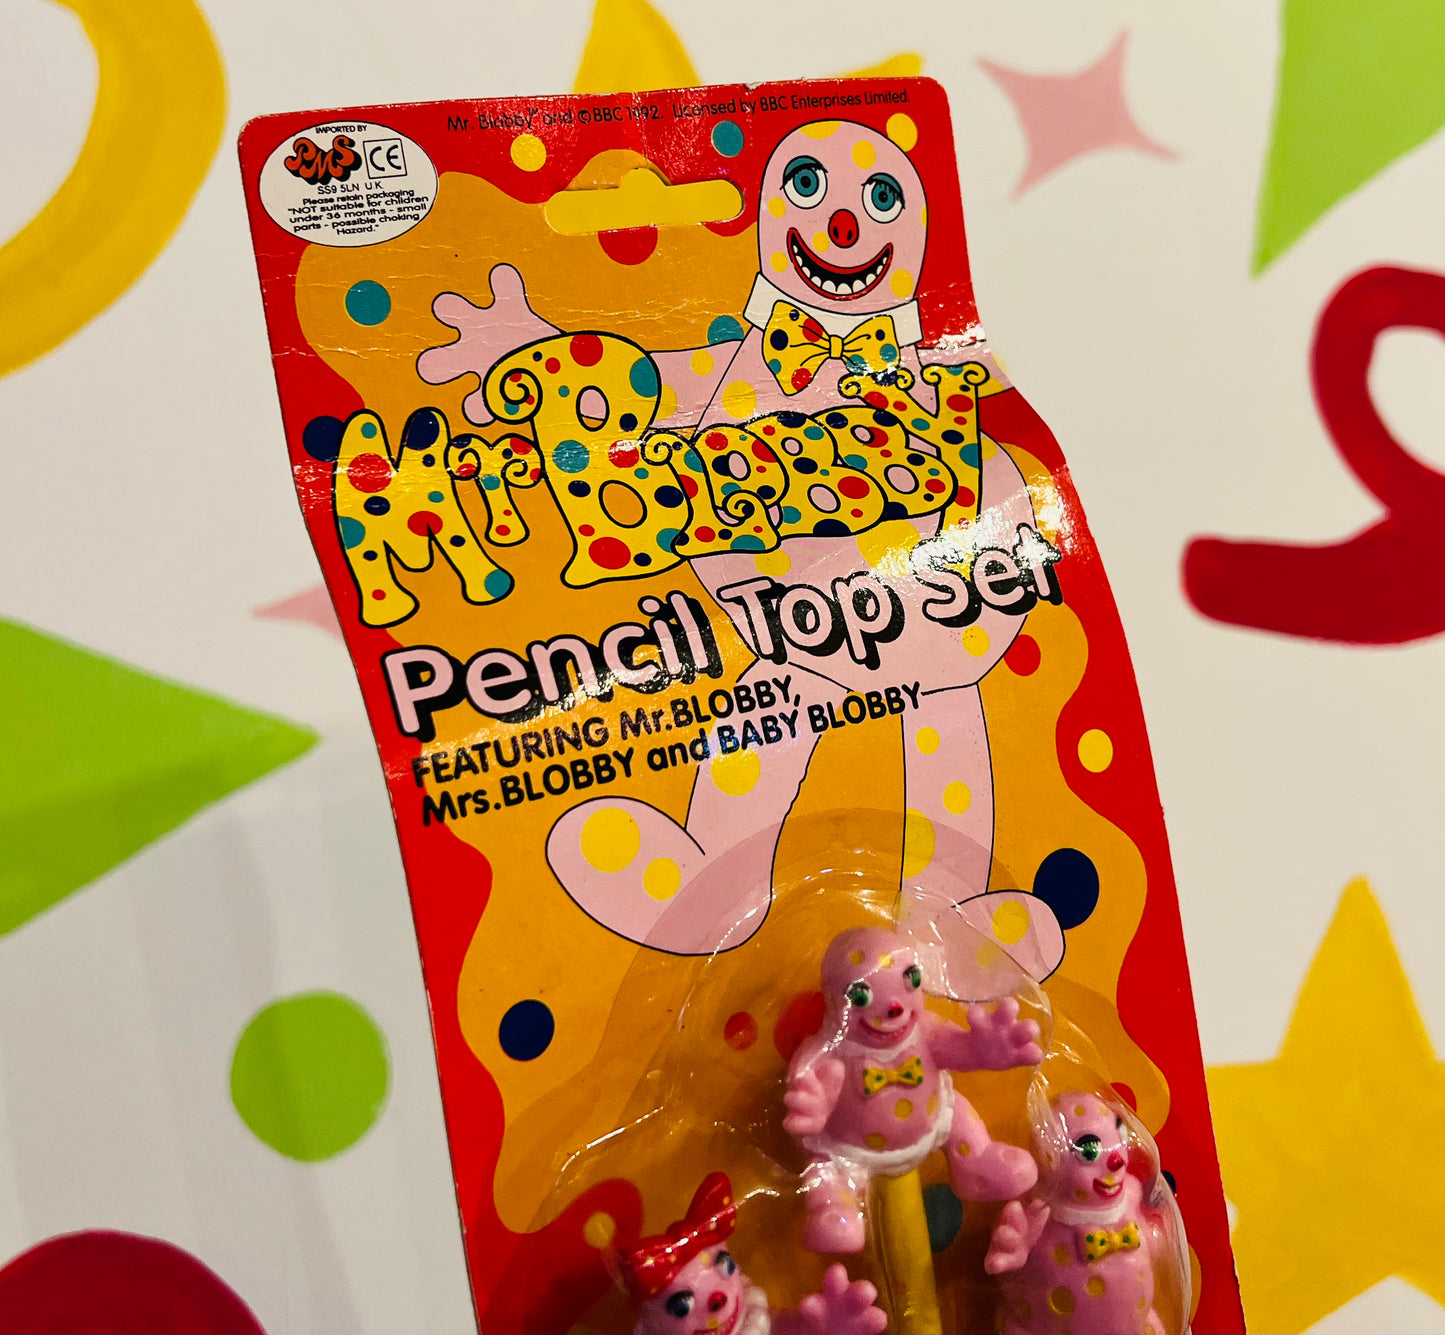 Mr. Blobby™ and ©BBC 1992. Licensed by BBC Enterprises Limited.
IMPORTED BY
PMS CE
SS9 5LN U.K
Please retain packaging
"NOT suitable for children
under 36 months - small
parts - possible choking
Hazard."
Mr Blobby
Pencil Top Set
FEATURING Mr.BLOBBY,
Mrs.BLOBBY and BABY BLOBBY